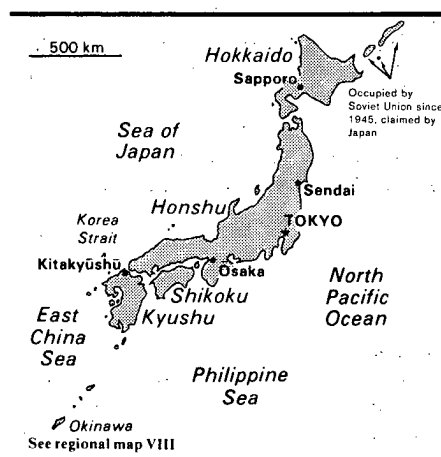 500 km
Hokkaido
Sapporo
Occupied by
Soviet Union since
1945, claimed by
Japan
Sea of
Japan
Sendai
Honshu
TOKYO
Korea
Strait
Kitakyūshū
Ōsaka
Shikoku
Kyushu
North
Pacific
Ocean
East
China
Sea
Philippine
Sea
Okinawa
See regional map VIII